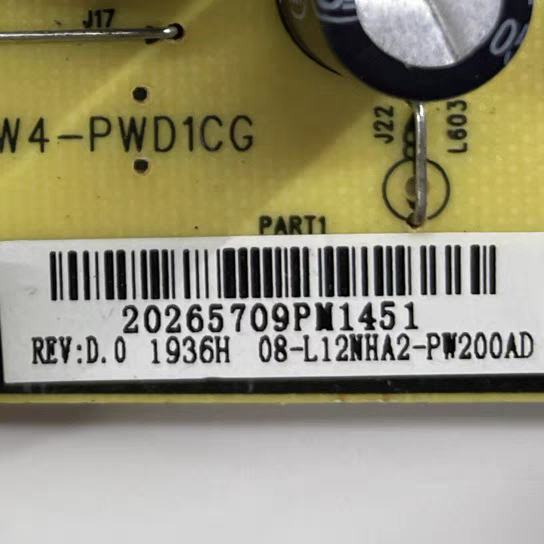 J17
W4-PWD1CG
J22
L603
PART1
20265709PM1451
REV:D.0 1936H 08-L12NHA2-PW200AD